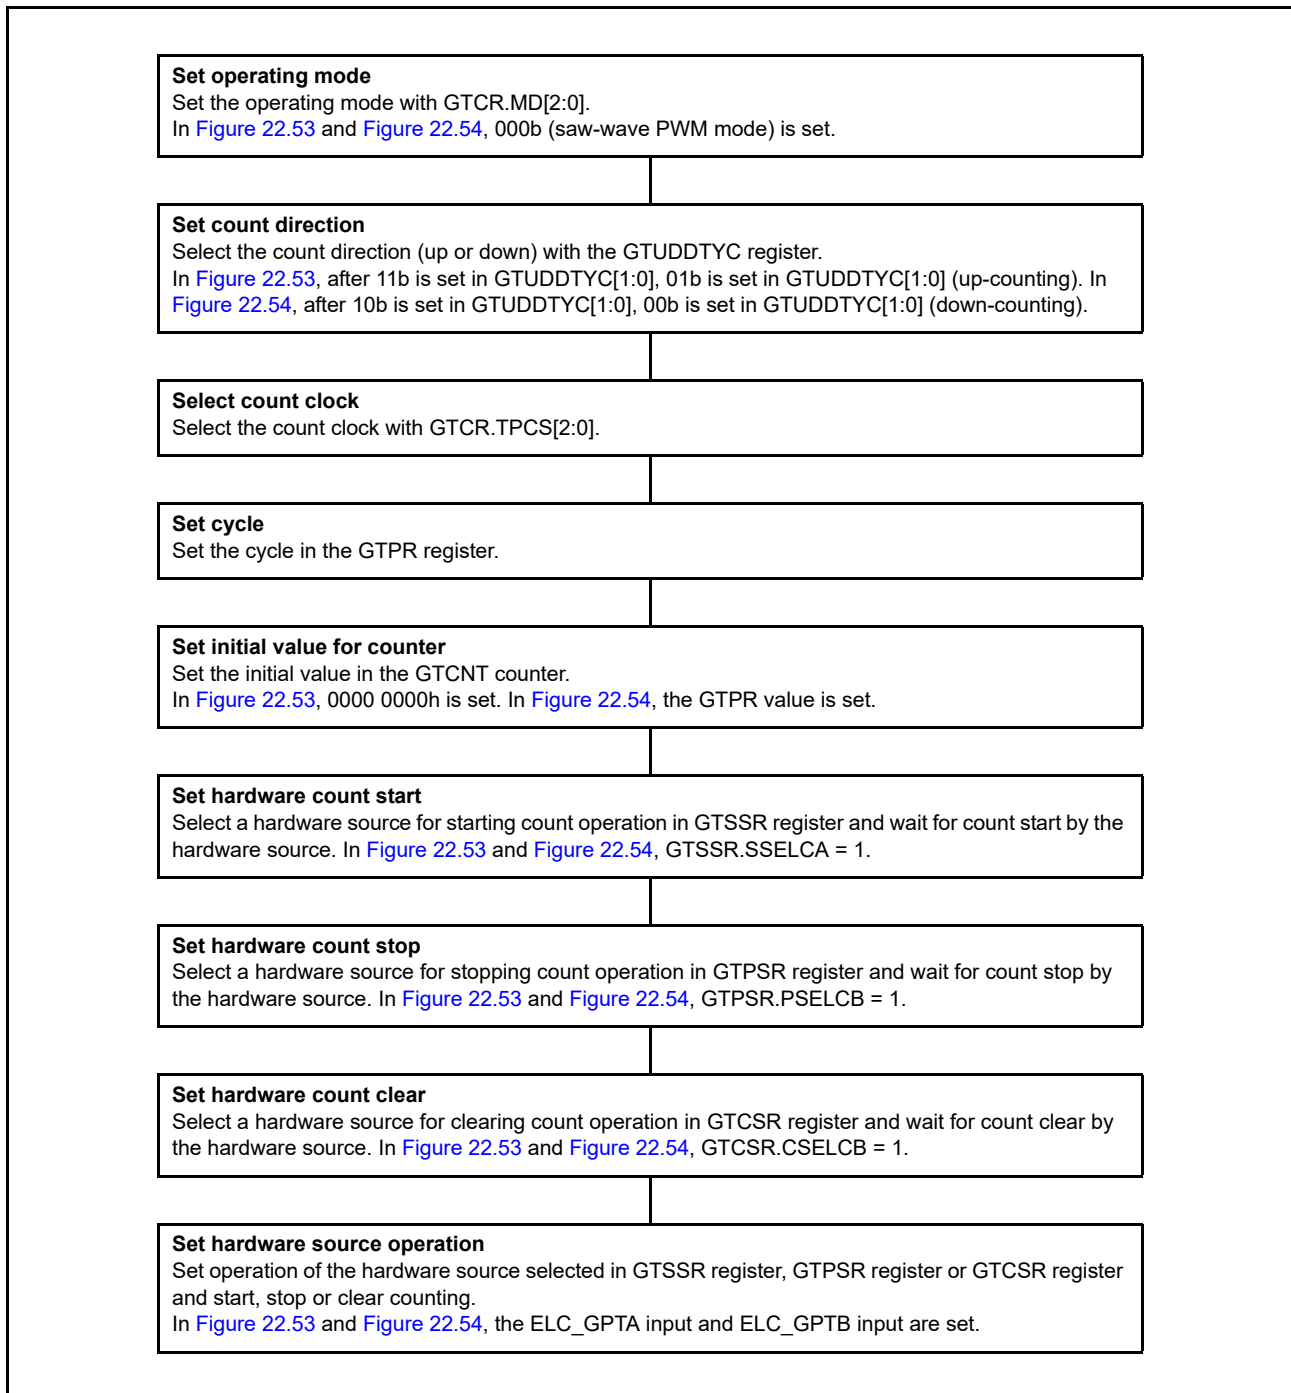 Set operating mode
Set the operating mode with GTCR.MD[2:0].
In Figure 22.53 and Figure 22.54, 000b (saw-wave PWM mode) is set.
Set count direction
Select the count direction (up or down) with the GTUDDTYC register.
In Figure 22.53, after 11b is set in GTUDDTYC[1:0], 01b is set in GTUDDTYC[1:0] (up-counting). In
Figure 22.54, after 10b is set in GTUDDTYC[1:0], 00b is set in GTUDDTYC[1:0] (down-counting).
Select count clock
Select the count clock with GTCR.TPCS[2:0].
Set cycle
Set the cycle in the GTPR register.
Set initial value for counter
Set the initial value in the GTCNT counter.
In Figure 22.53, 0000 0000h is set. In Figure 22.54, the GTPR value is set.
Set hardware count start
Select a hardware source for starting count operation in GTSSR register and wait for count start by the
hardware source. In Figure 22.53 and Figure 22.54, GTSSR.SSELCA = 1.
Set hardware count stop
Select a hardware source for stopping count operation in GTPSR register and wait for count stop by
the hardware source. In Figure 22.53 and Figure 22.54, GTPSR.PSELCB = 1.
Set hardware count clear
Select a hardware source for clearing count operation in GTCSR register and wait for count clear by
the hardware source. In Figure 22.53 and Figure 22.54, GTCSR.CSELCB = 1.
Set hardware source operation
Set operation of the hardware source selected in GTSSR register, GTPSR register or GTCSR register
and start, stop or clear counting.
In Figure 22.53 and Figure 22.54, the ELC_GPTA input and ELC_GPTB input are set.